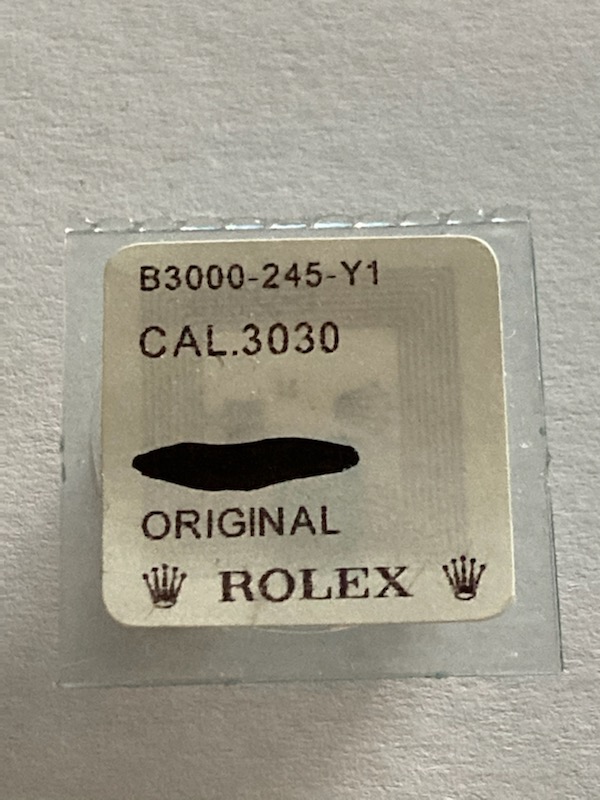 B3000-245-Y1
CAL.3030
ORIGINAL
ROLEX